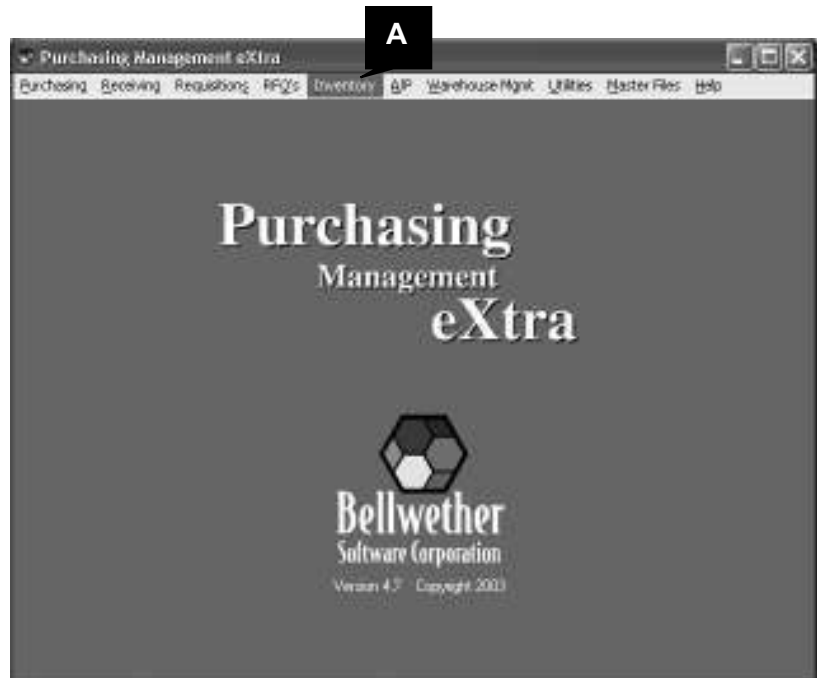 A
Purchasing Management eXtra
Purchasing Receiving Requisitions RFQ's Inventory A/P Warehouse Mgmt Utilities Master Files Help
Purchasing
Management
eXtra
Bellwether
Software Corporation
Version 4.7 Copyright 2003